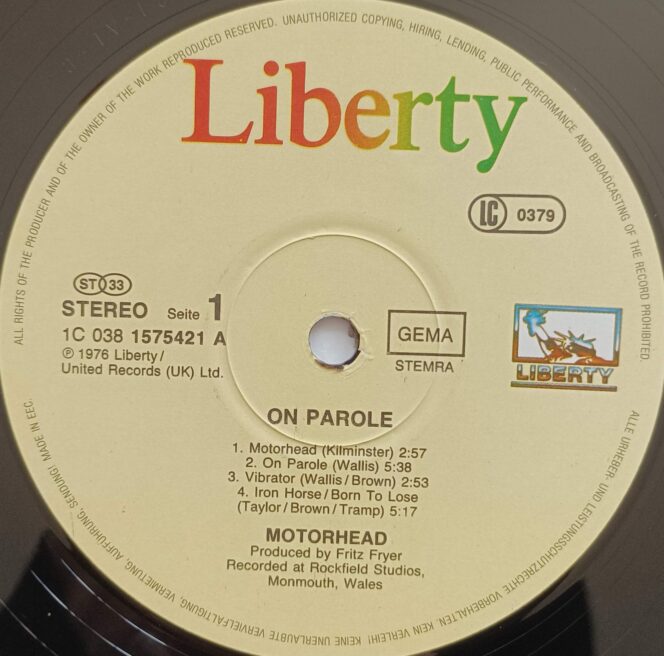 ALL RIGHTS OF THE PRODUCER AND OF THE OWNER OF THE WORK REPRODUCED RESERVED. UNAUTHORIZED COPYING, HIRING, LENDING, PUBLIC PERFORMANCE AND BROADCASTING OF THE RECORD PROHIBITED.
Liberty
LC 0379
ST 33
STEREO Seite 1
1C 038 1575421 A
Ⓟ 1976 Liberty/
United Records (UK) Ltd.
GEMA
STEMRA
LIBERTY
ON PAROLE
1. Motorhead (Kilminster) 2:57
2. On Parole (Wallis) 5:38
3. Vibrator (Wallis/Brown) 2:53
4. Iron Horse/Born To Lose
(Taylor/Brown/Tramp) 5:17
MOTORHEAD
Produced by Fritz Fryer
Recorded at Rockfield Studios,
Monmouth, Wales
ALLE URHEBER- UND LEISTUNGSSCHUTZRECHTE VORBEHALTEN. KEIN VERLEIH! KEINE UNERLAUBTE VERVIELFÄLTIGUNG, VERMIETUNG, AUFFÜHRUNG, SENDUNG! MADE IN EEC.